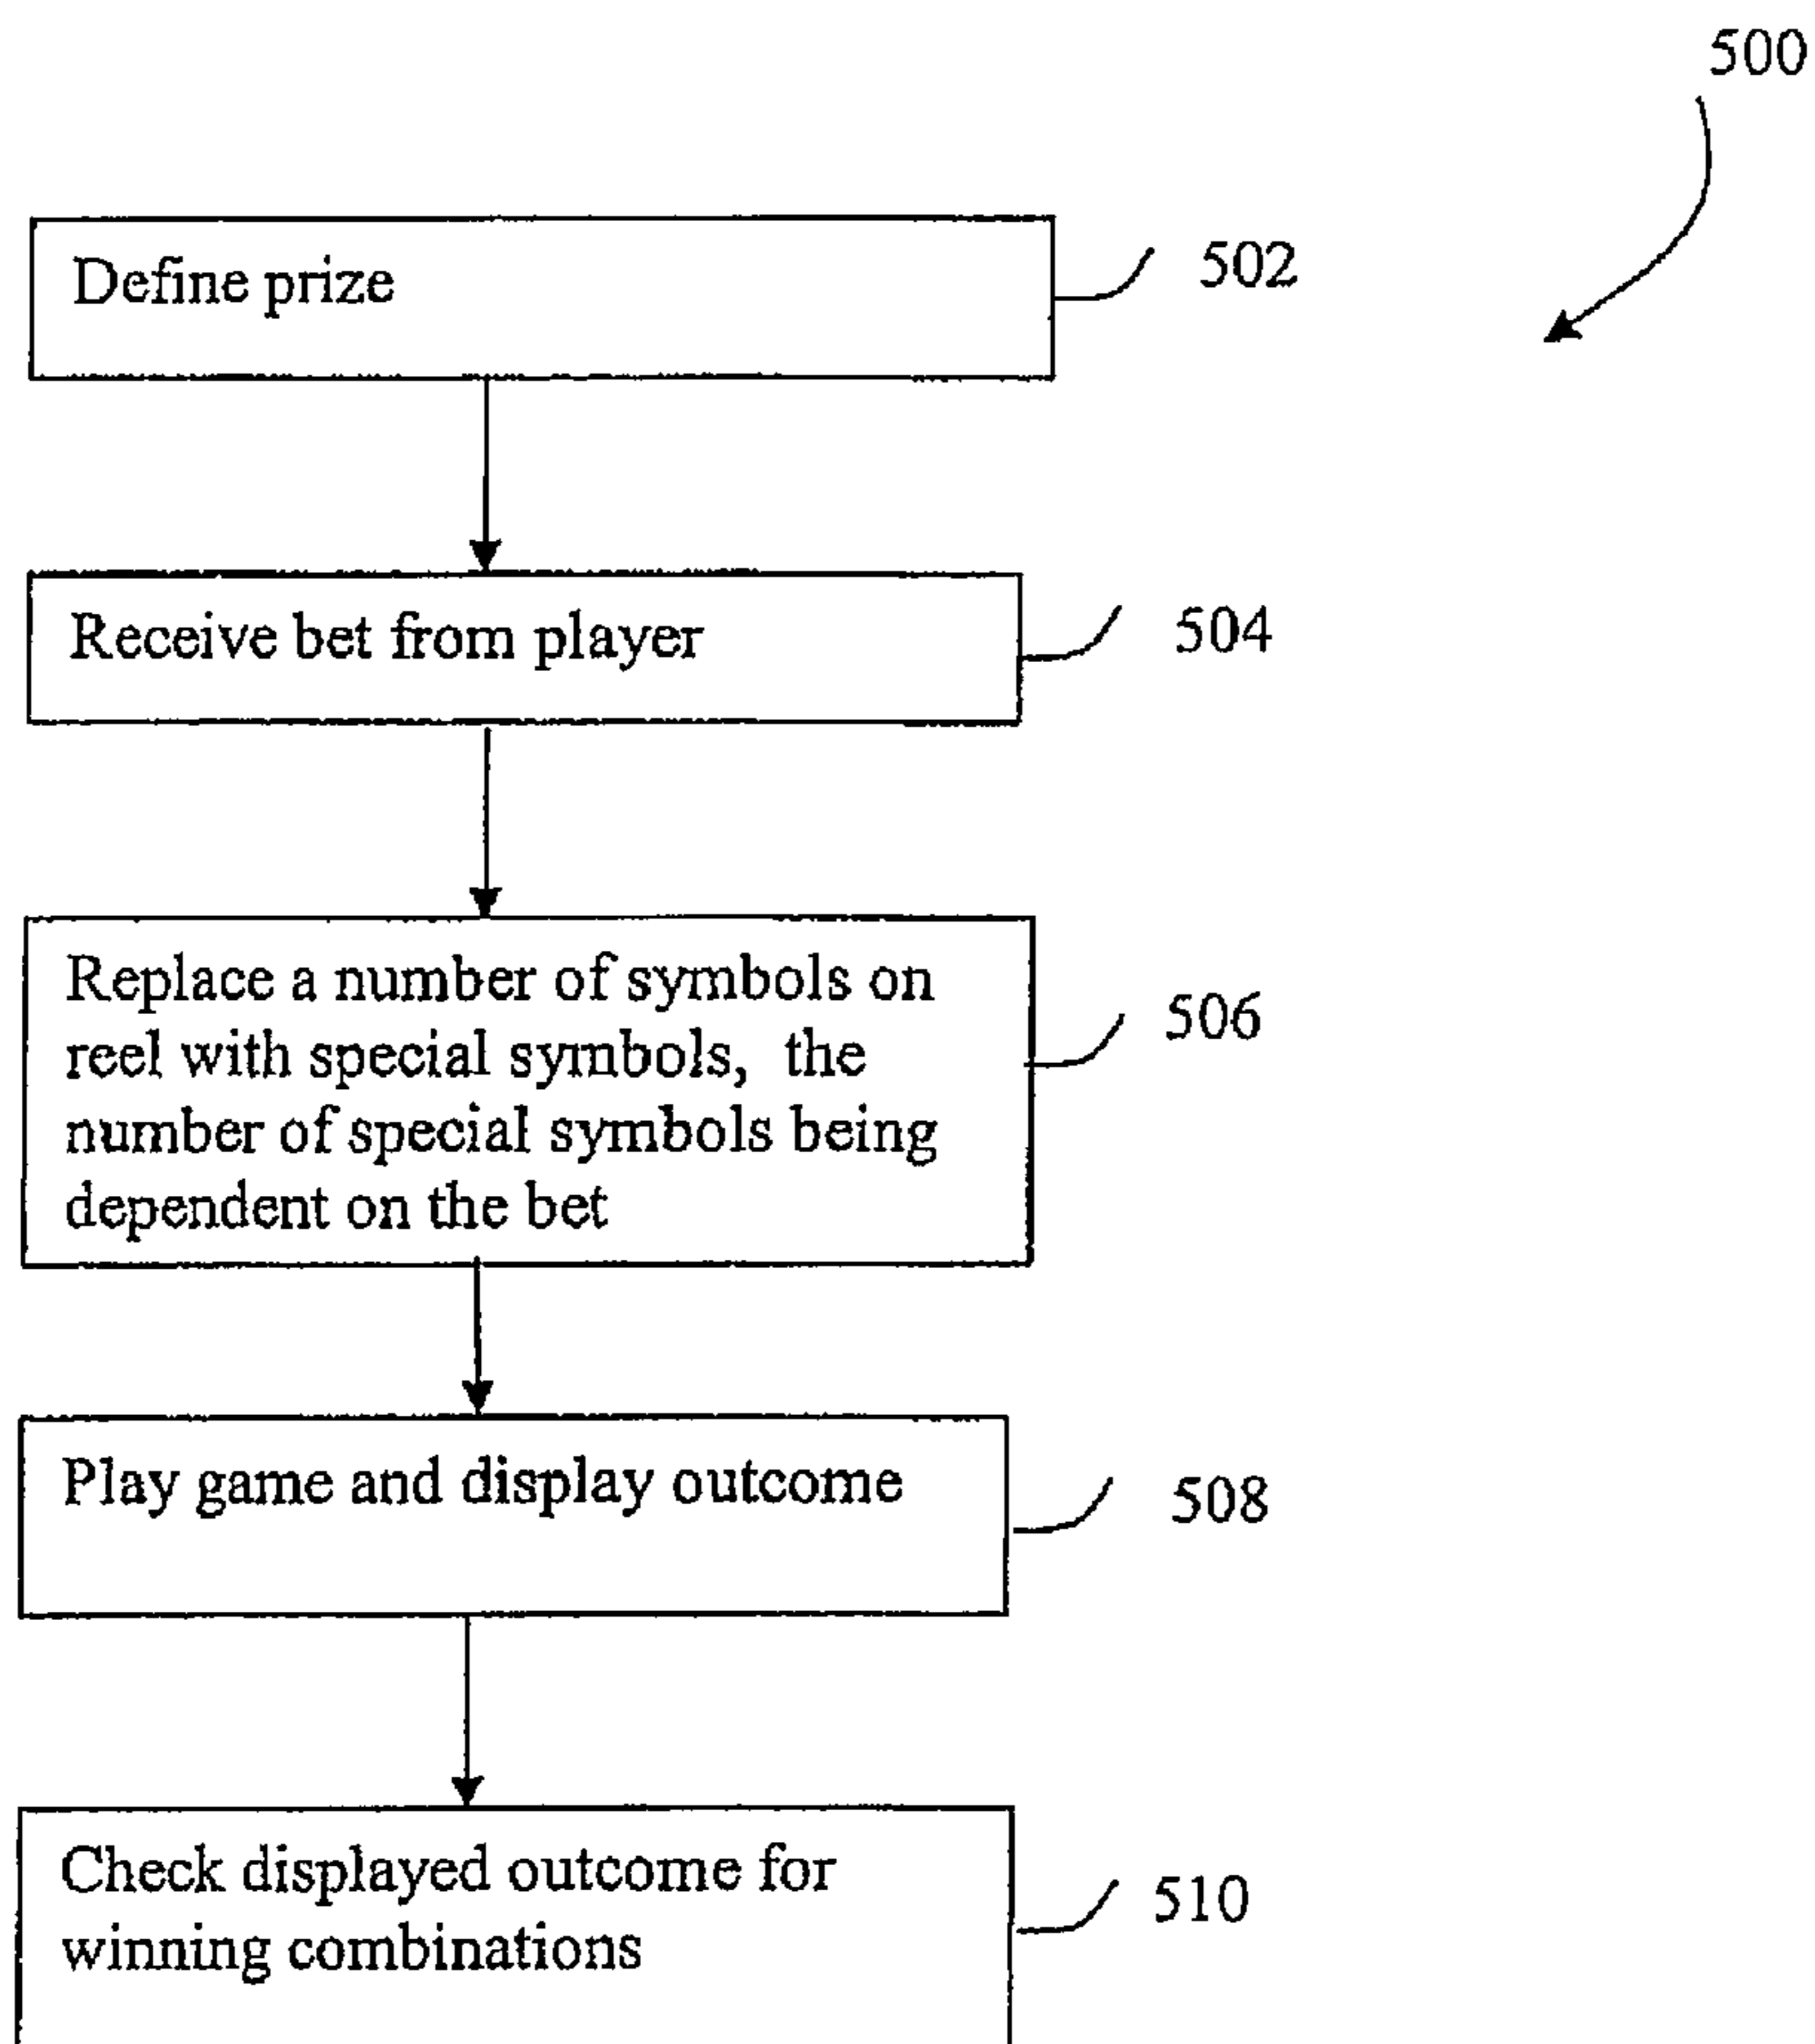 500
Define prize
502
Receive bet from player
504
Replace a number of symbols on
reel with special symbols, the
number of special symbols being
dependent on the bet
506
Play game and display outcome
508
Check displayed outcome for
winning combinations
510